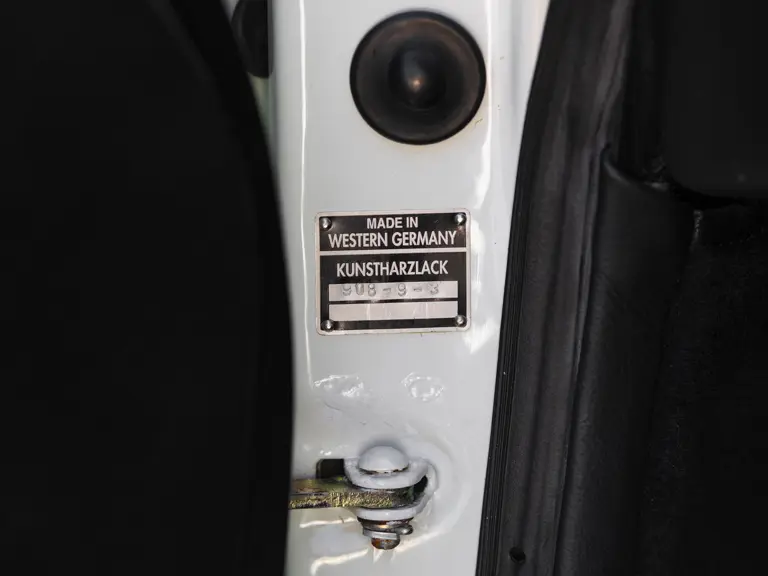 MADE IN
WESTERN GERMANY
KUNSTHARZLACK
908-9-3